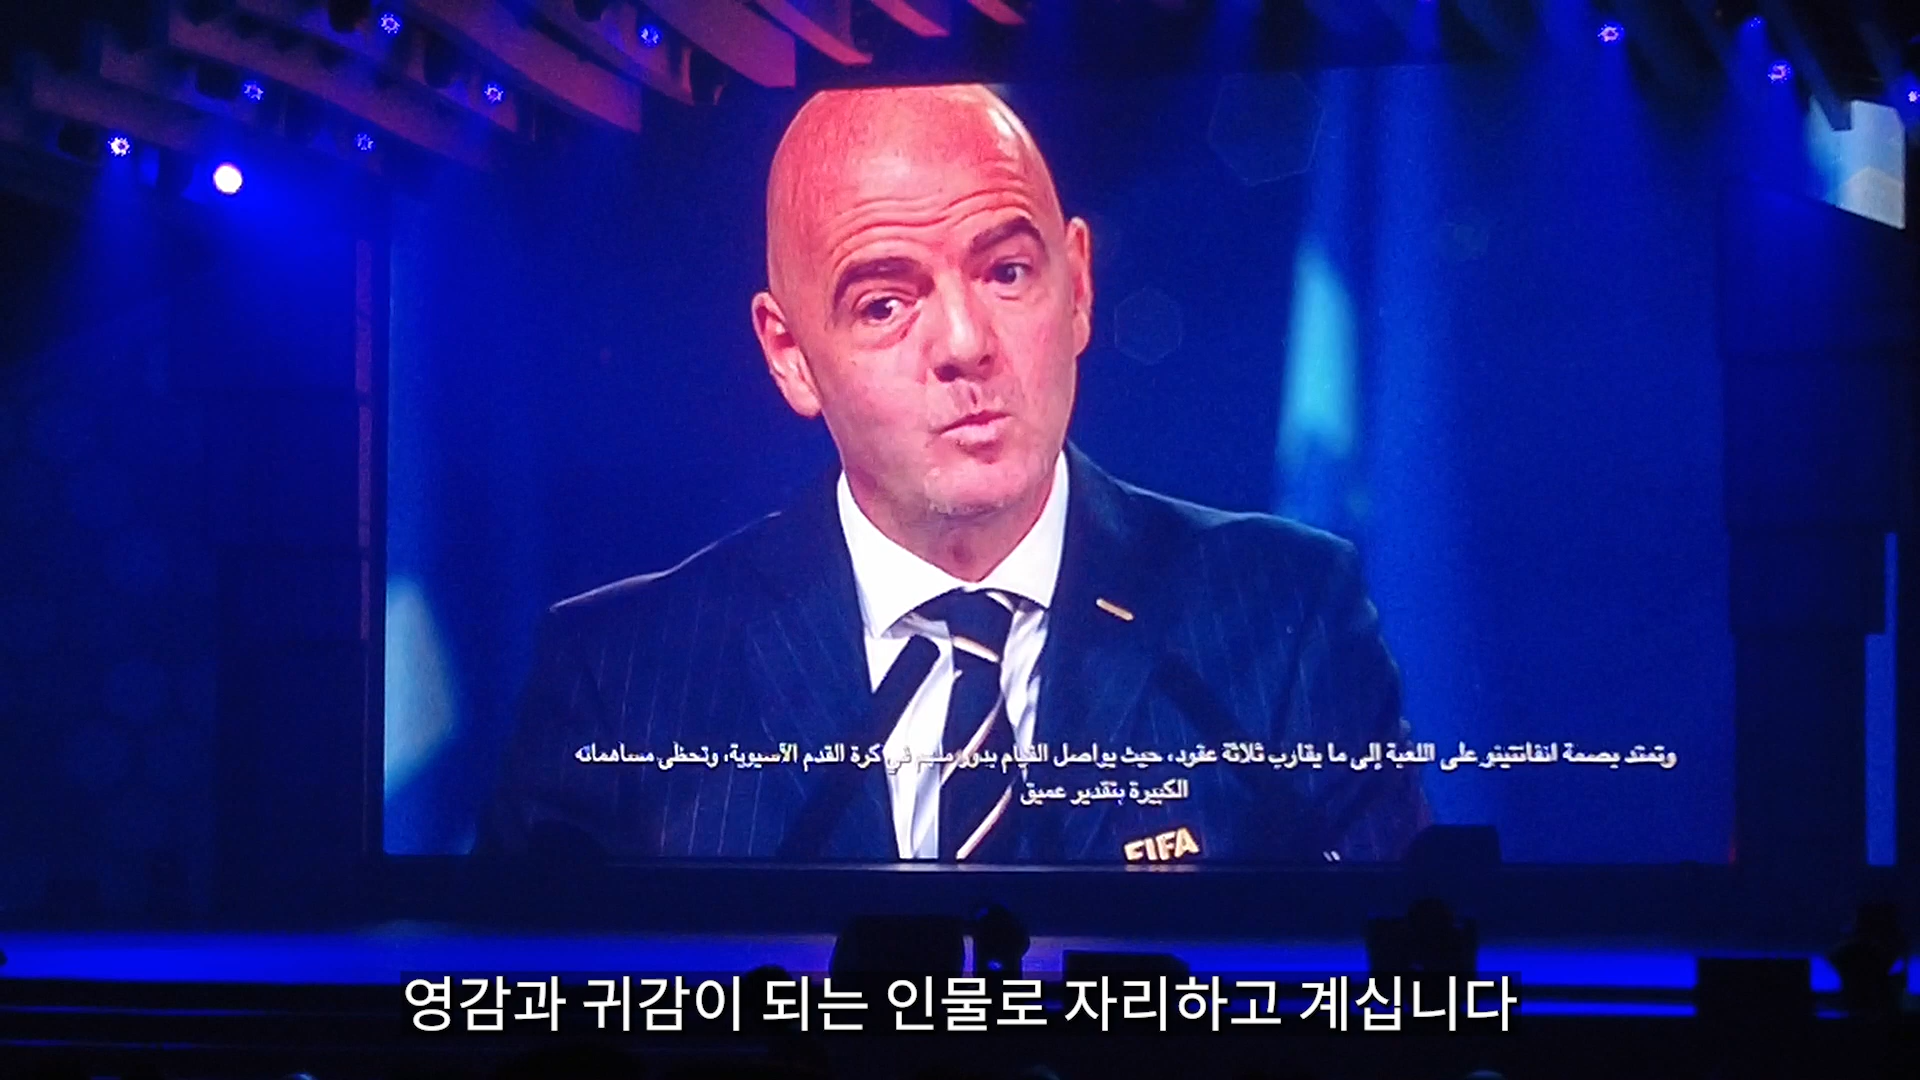 وتمتد بصمة انفانتينو على اللعبة إلى ما يقارب ثلاثة عقود، حيث يواصل القيام بدور ملهم في كرة القدم الآسيوية، وتحظى مساهماته
الكبيرة بتقدير عميق
FIFA
영감과 귀감이 되는 인물로 자리하고 계십니다